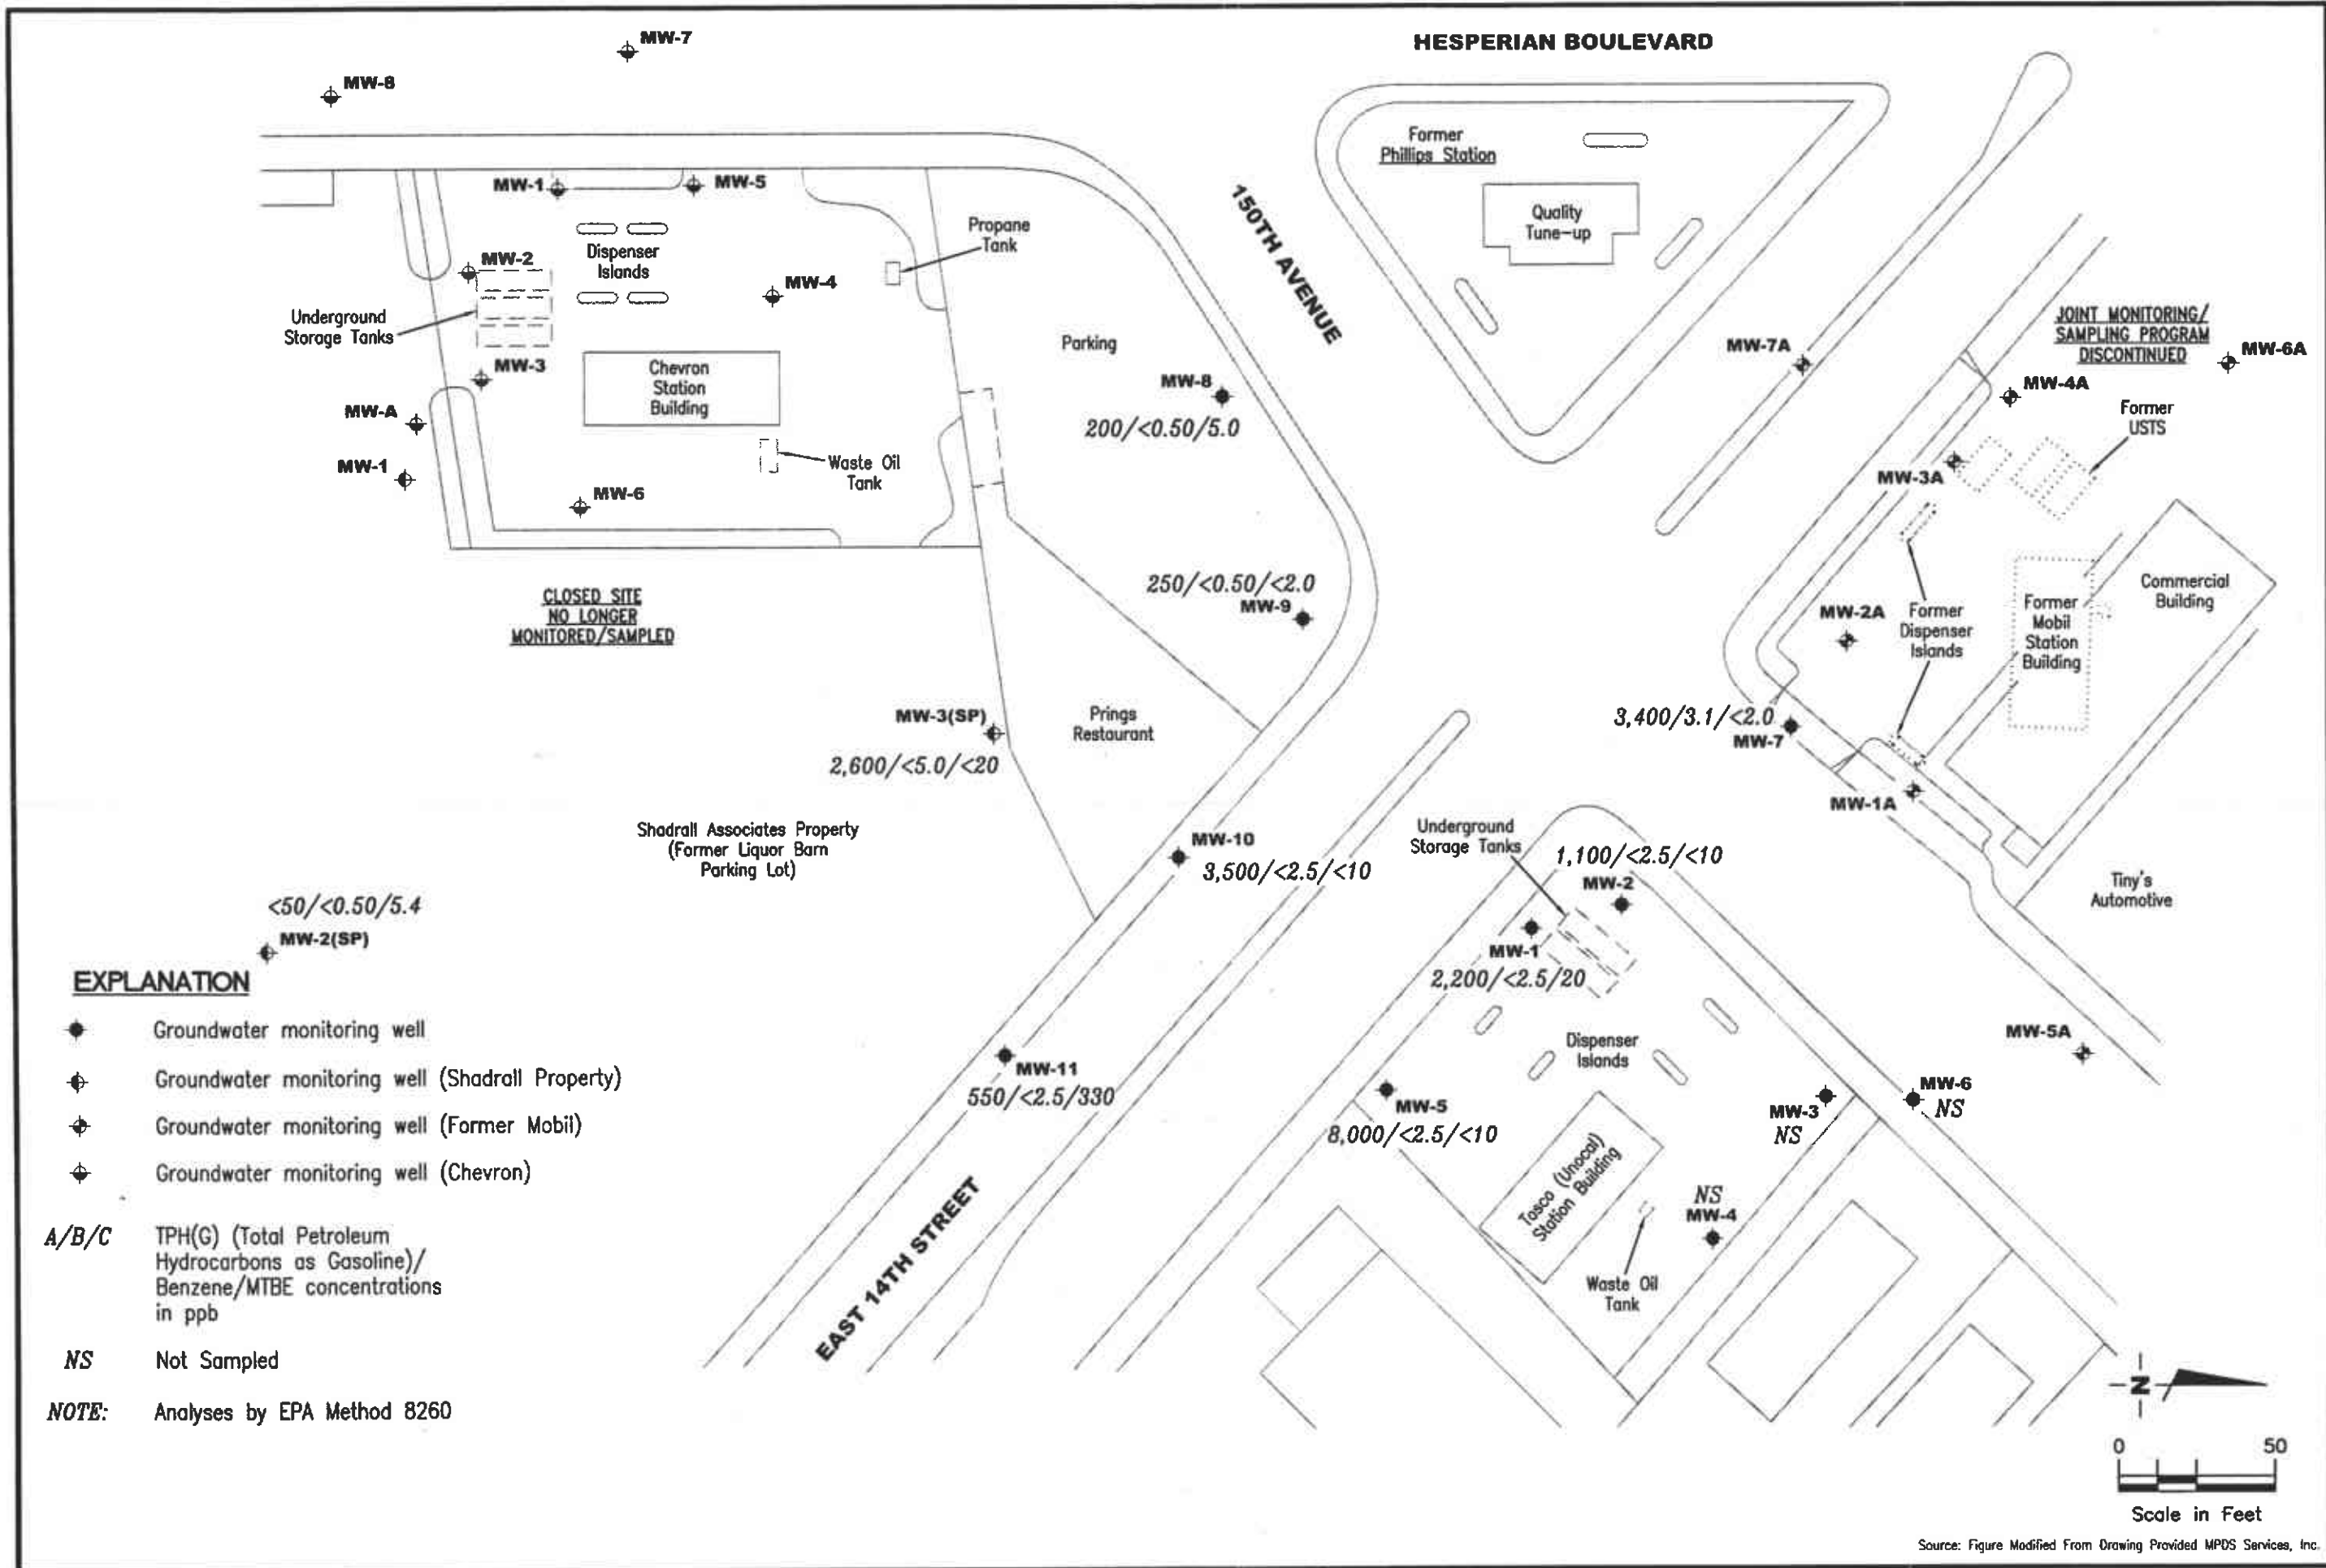 HESPERIAN BOULEVARD
MW-7
MW-8
MW-1
MW-5
MW-2
Dispenser
Islands
MW-4
Propane
Tank
Underground
Storage Tanks
MW-3
Chevron
Station
Building
MW-A
MW-1
MW-6
Waste Oil
Tank
CLOSED SITE
NO LONGER
MONITORED/SAMPLED
Parking
MW-8
200/<0.50/5.0
250/<0.50/<2.0
MW-9
150TH AVENUE
Former
Phillips Station
Quality
Tune-up
MW-7A
JOINT MONITORING/
SAMPLING PROGRAM
DISCONTINUED
MW-6A
MW-4A
Former
USTS
MW-3A
MW-2A
Former
Dispenser
Islands
Former
Mobil
Station
Building
Commercial
Building
3,400/3.1/<2.0
MW-7
MW-1A
Tiny's
Automotive
MW-5A
MW-3(SP)
2,600/<5.0/<20
Prings
Restaurant
Shadrall Associates Property
(Former Liquor Barn
Parking Lot)
MW-10
3,500/<2.5/<10
<50/<0.50/5.4
MW-2(SP)
MW-11
550/<2.5/330
EAST 14TH STREET
Underground
Storage Tanks
1,100/<2.5/<10
MW-2
MW-1
2,200/<2.5/20
Dispenser
Islands
MW-5
8,000/<2.5/<10
Tosco (Unocal)
Station Building
MW-3
NS
MW-6
NS
NS
MW-4
Waste Oil
Tank
EXPLANATION
Groundwater monitoring well
Groundwater monitoring well (Shadrall Property)
Groundwater monitoring well (Former Mobil)
Groundwater monitoring well (Chevron)
A/B/C TPH(G) (Total Petroleum
Hydrocarbons as Gasoline)/
Benzene/MTBE concentrations
in ppb
NS Not Sampled
NOTE: Analyses by EPA Method 8260
N
0 50
Scale in Feet
Source: Figure Modified From Drawing Provided MPDS Services, Inc.